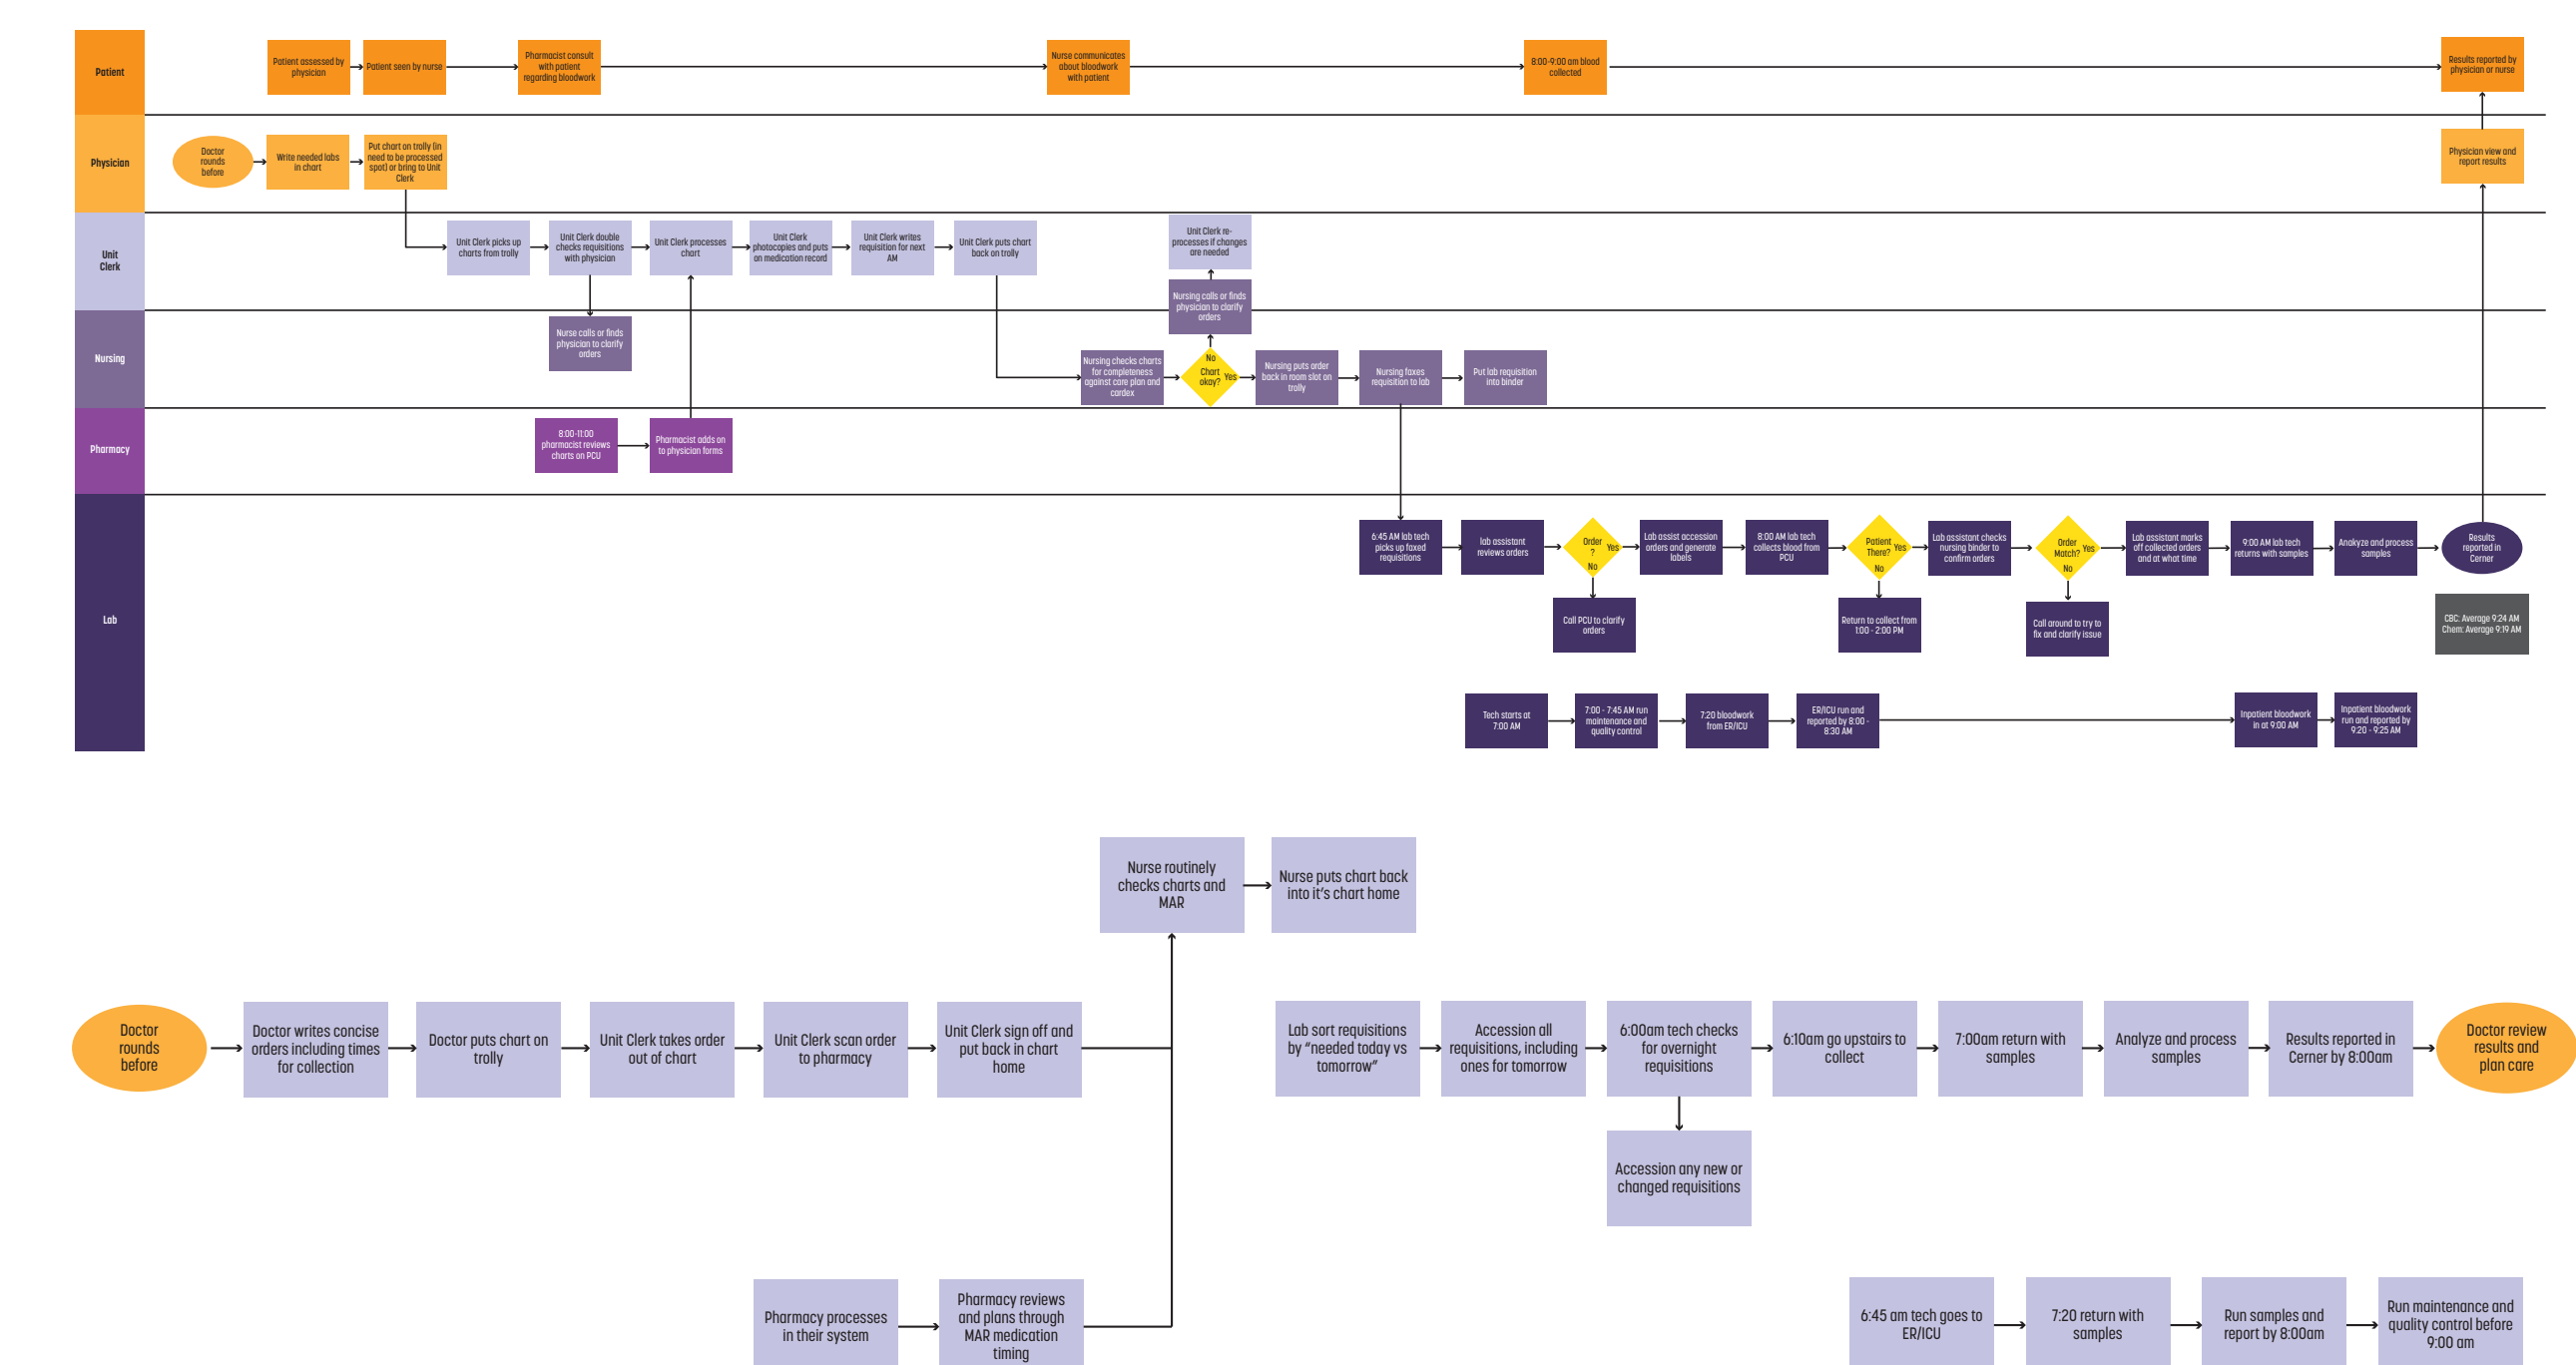 Patient
Patient assessed by
physician
Patient seen by nurse
Pharmacist consult
with patient
regarding bloodwork
Nurse communicates
about bloodwork
with patient
8:00-9:00 am blood
collected
Results reported by
physician or nurse
Physician
Doctor
rounds
before
Write needed labs
in chart
Put chart on trolly (in
need to be processed
spot) or bring to Unit
Clerk
Physician view and
report results
Unit
Clerk
Unit Clerk picks up
charts from trolly
Unit Clerk double
checks requisitions
with physician
Unit Clerk processes
chart
Unit Clerk
photocopies and puts
on medication record
Unit Clerk writes
requisition for next
AM
Unit Clerk puts chart
back on trolly
Unit Clerk re-
processes if changes
are needed
Nursing calls or finds
physician to clarify
orders
Nursing
Nurse calls or finds
physician to clarify
orders
Nursing checks charts
for completeness
against care plan and
cardex
No
Chart
okay?
Yes
Nursing puts order
back in room slot on
trolly
Nursing faxes
requisition to lab
Put lab requisition
into binder
Pharmacy
8:00-11:00
pharmacist reviews
charts on PCU
Pharmacist adds on
to physician forms
Lab
6:45 AM lab tech
picks up faxed
requisitions
lab assistant
reviews orders
Order
?
Yes
No
Lab assist accession
orders and generate
labels
8:00 AM lab tech
collects blood from
PCU
Patient
There?
Yes
No
Lab assistant checks
nursing binder to
confirm orders
Order
Match?
Yes
No
Lab assistant marks
off collected orders
and at what time
9:00 AM lab tech
returns with samples
Analkyze and process
samples
Results
reported in
Cerner
Call PCU to clarify
orders
Return to collect from
1:00 - 2:00 PM
Call around to try to
fix and clarify issue
CBC: Average 9:24 AM
Chem: Average 9:19 AM
Tech starts at
7:00 AM
7:00 - 7:45 AM run
maintenance and
quality control
7:20 bloodwork
from ER/ICU
ER/ICU run and
reported by 8:00 -
8:30 AM
Inpatient bloodwork
in at 9:00 AM
Inpatient bloodwork
run and reported by
9:20 - 9:25 AM
Nurse routinely
checks charts and
MAR
Nurse puts chart back
into it's chart home
Doctor
rounds
before
Doctor writes concise
orders including times
for collection
Doctor puts chart on
trolly
Unit Clerk takes order
out of chart
Unit Clerk scan order
to pharmacy
Unit Clerk sign off and
put back in chart
home
Lab sort requisitions
by “needed today vs
tomorrow”
Accession all
requisitions, including
ones for tomorrow
6:00am tech checks
for overnight
requisitions
6:10am go upstairs to
collect
7:00am return with
samples
Analyze and process
samples
Results reported in
Cerner by 8:00am
Doctor review
results and
plan care
Accession any new or
changed requisitions
Pharmacy processes
in their system
Pharmacy reviews
and plans through
MAR medication
timing
6:45 am tech goes to
ER/ICU
7:20 return with
samples
Run samples and
report by 8:00am
Run maintenance and
quality control before
9:00 am